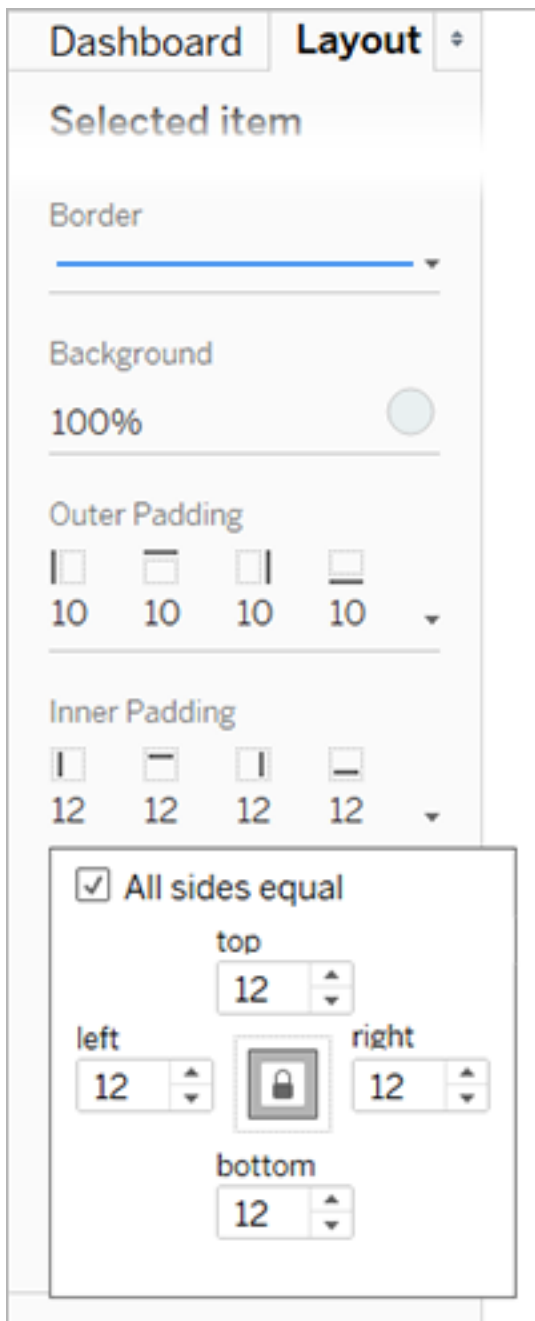 Dashboard Layout
Selected item
Border
Background
100%
Outer Padding
10 10 10 10
Inner Padding
12 12 12 12
All sides equal
top
12
left right
12 12
bottom
12